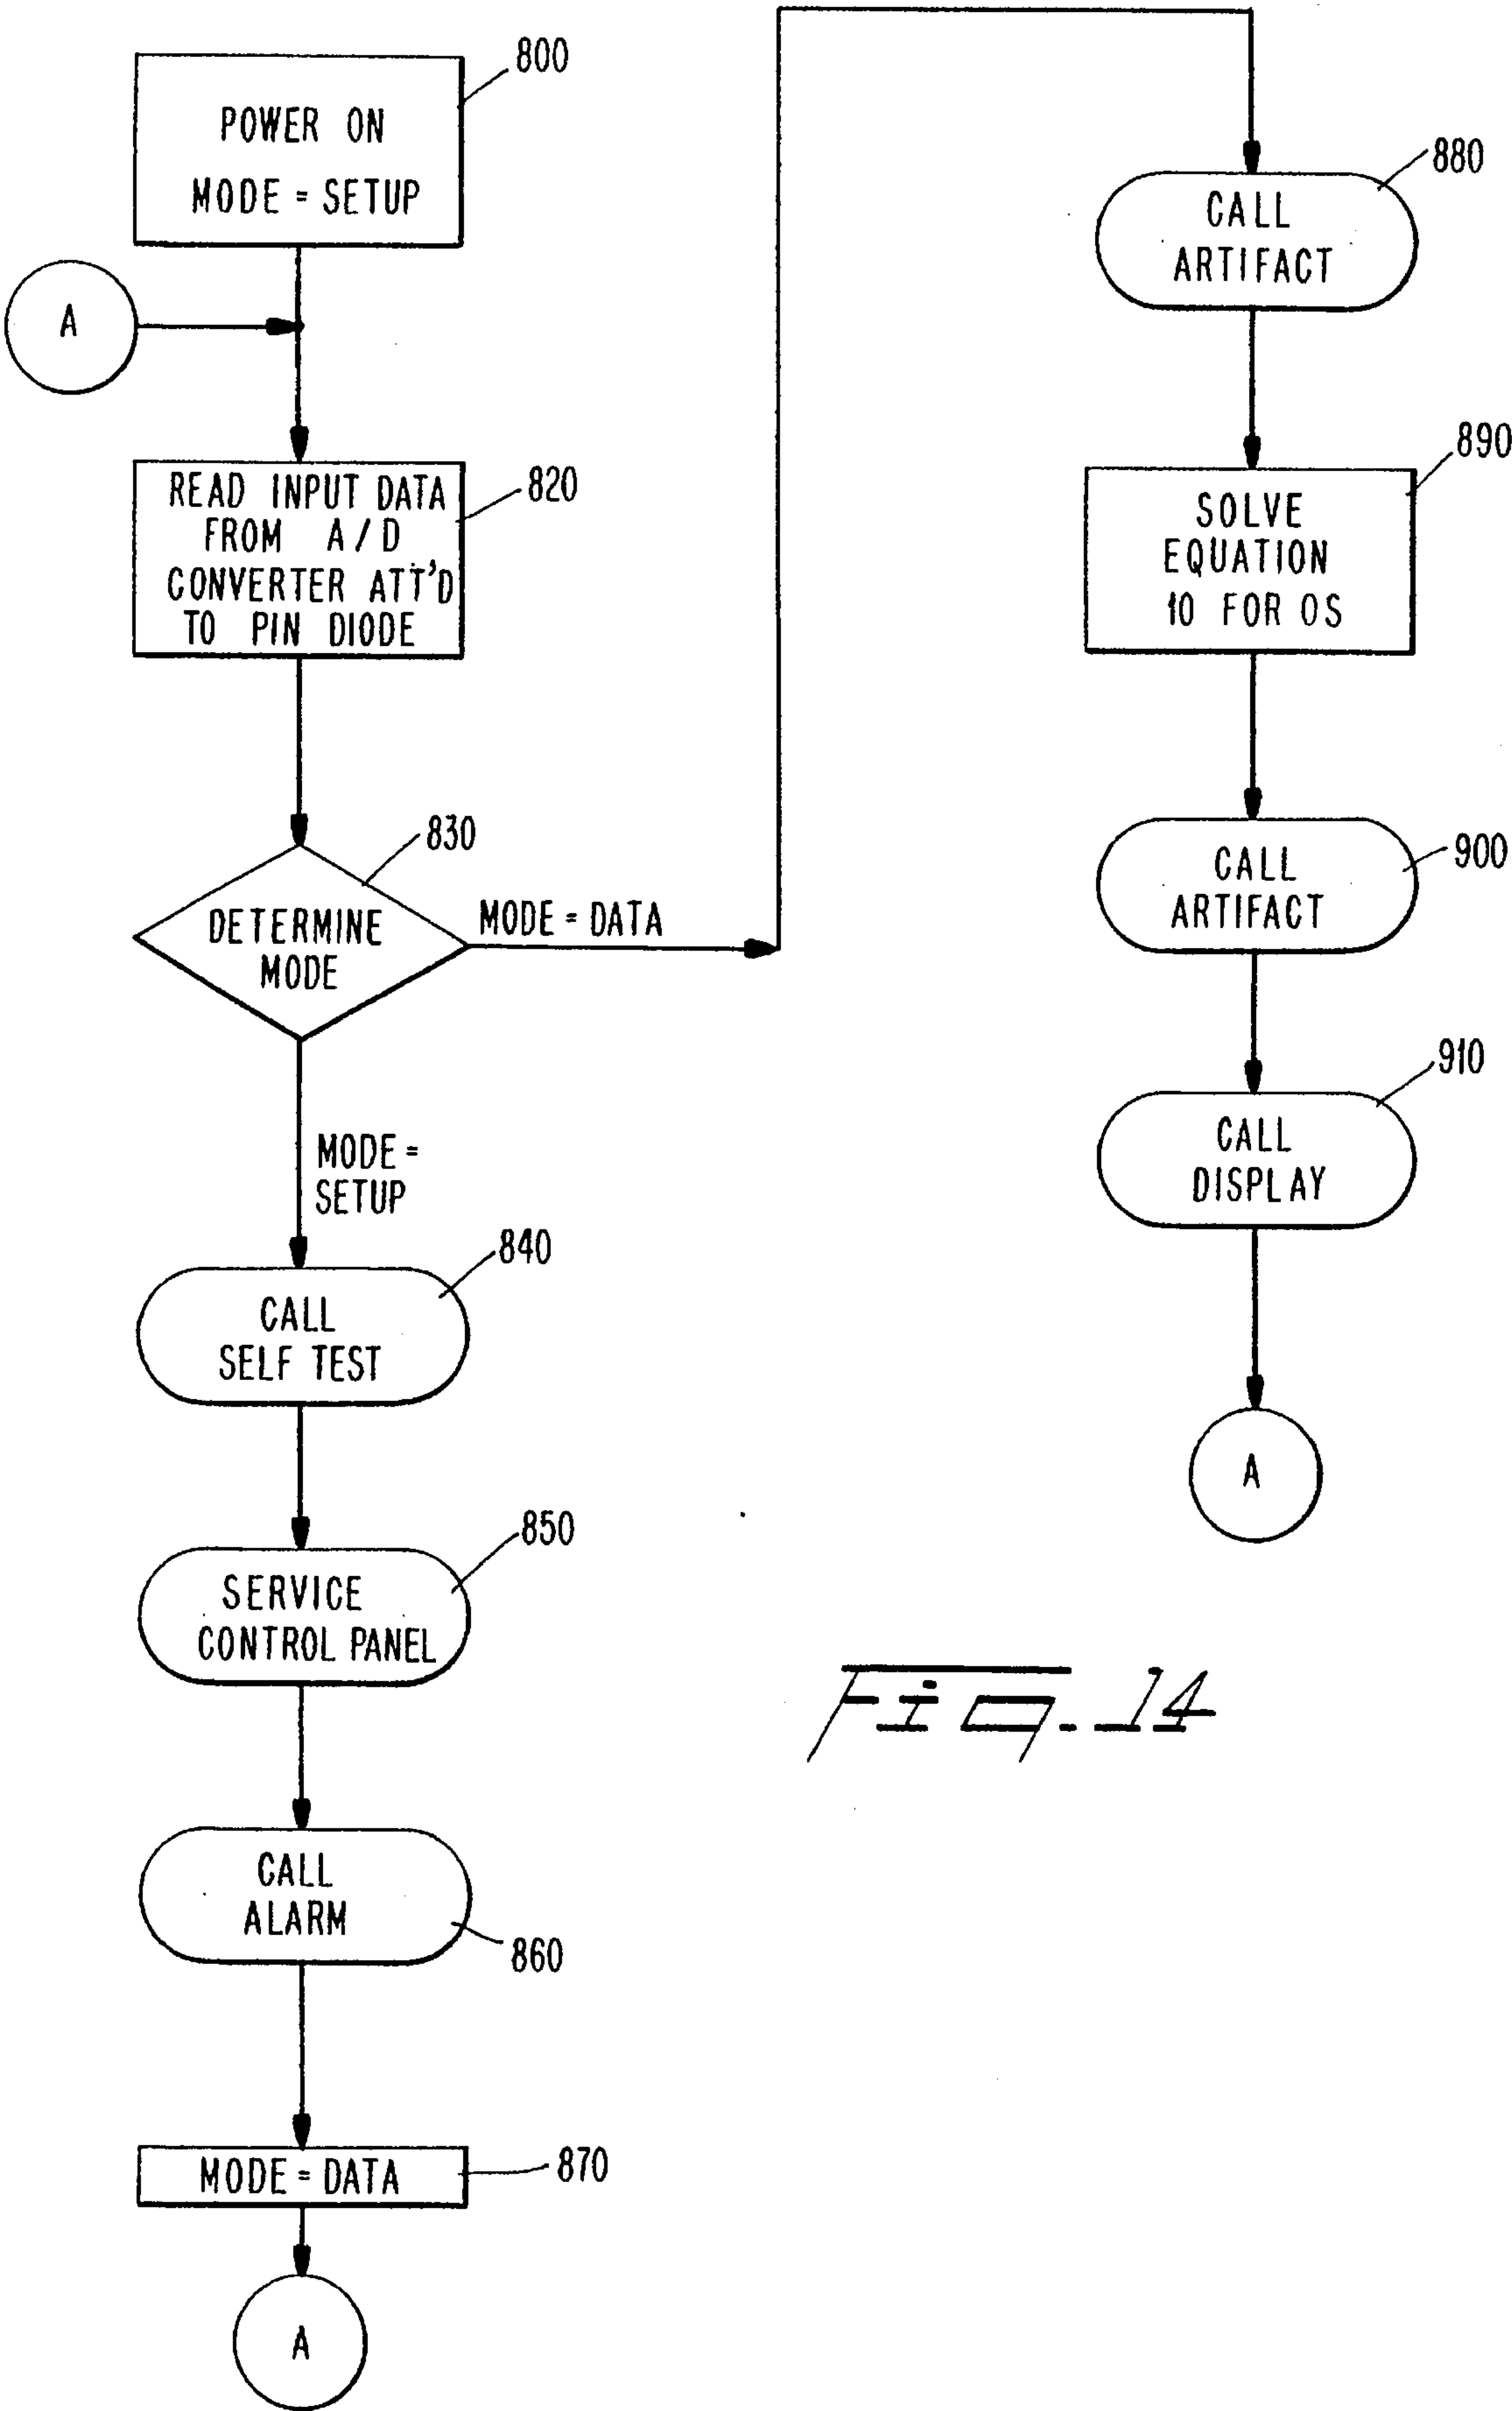 800
POWER ON
MODE = SETUP
A
READ INPUT DATA
FROM A/D
CONVERTER ATT'D
TO PIN DIODE
820
830
DETERMINE
MODE
MODE = DATA
MODE =
SETUP
840
CALL
SELF TEST
850
SERVICE
CONTROL PANEL
CALL
ALARM
860
MODE = DATA
870
A
880
CALL
ARTIFACT
890
SOLVE
EQUATION
10 FOR OS
900
CALL
ARTIFACT
910
CALL
DISPLAY
A
Fig. 14